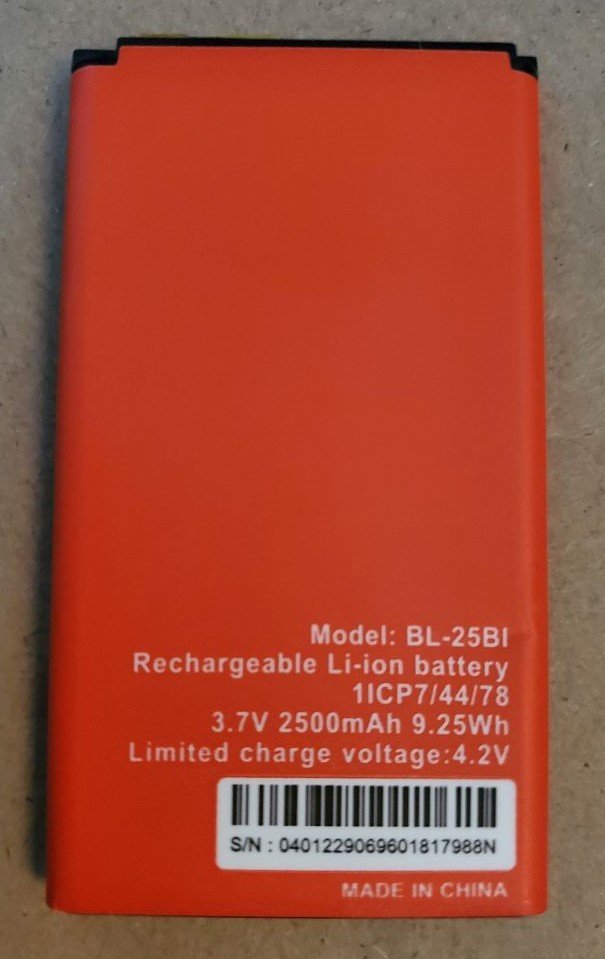 Model: BL-25BI
Rechargeable Li-ion battery
1ICP7/44/78
3.7V 2500mAh 9.25Wh
Limited charge voltage:4.2V
S/N : 0401229069601817988N
MADE IN CHINA